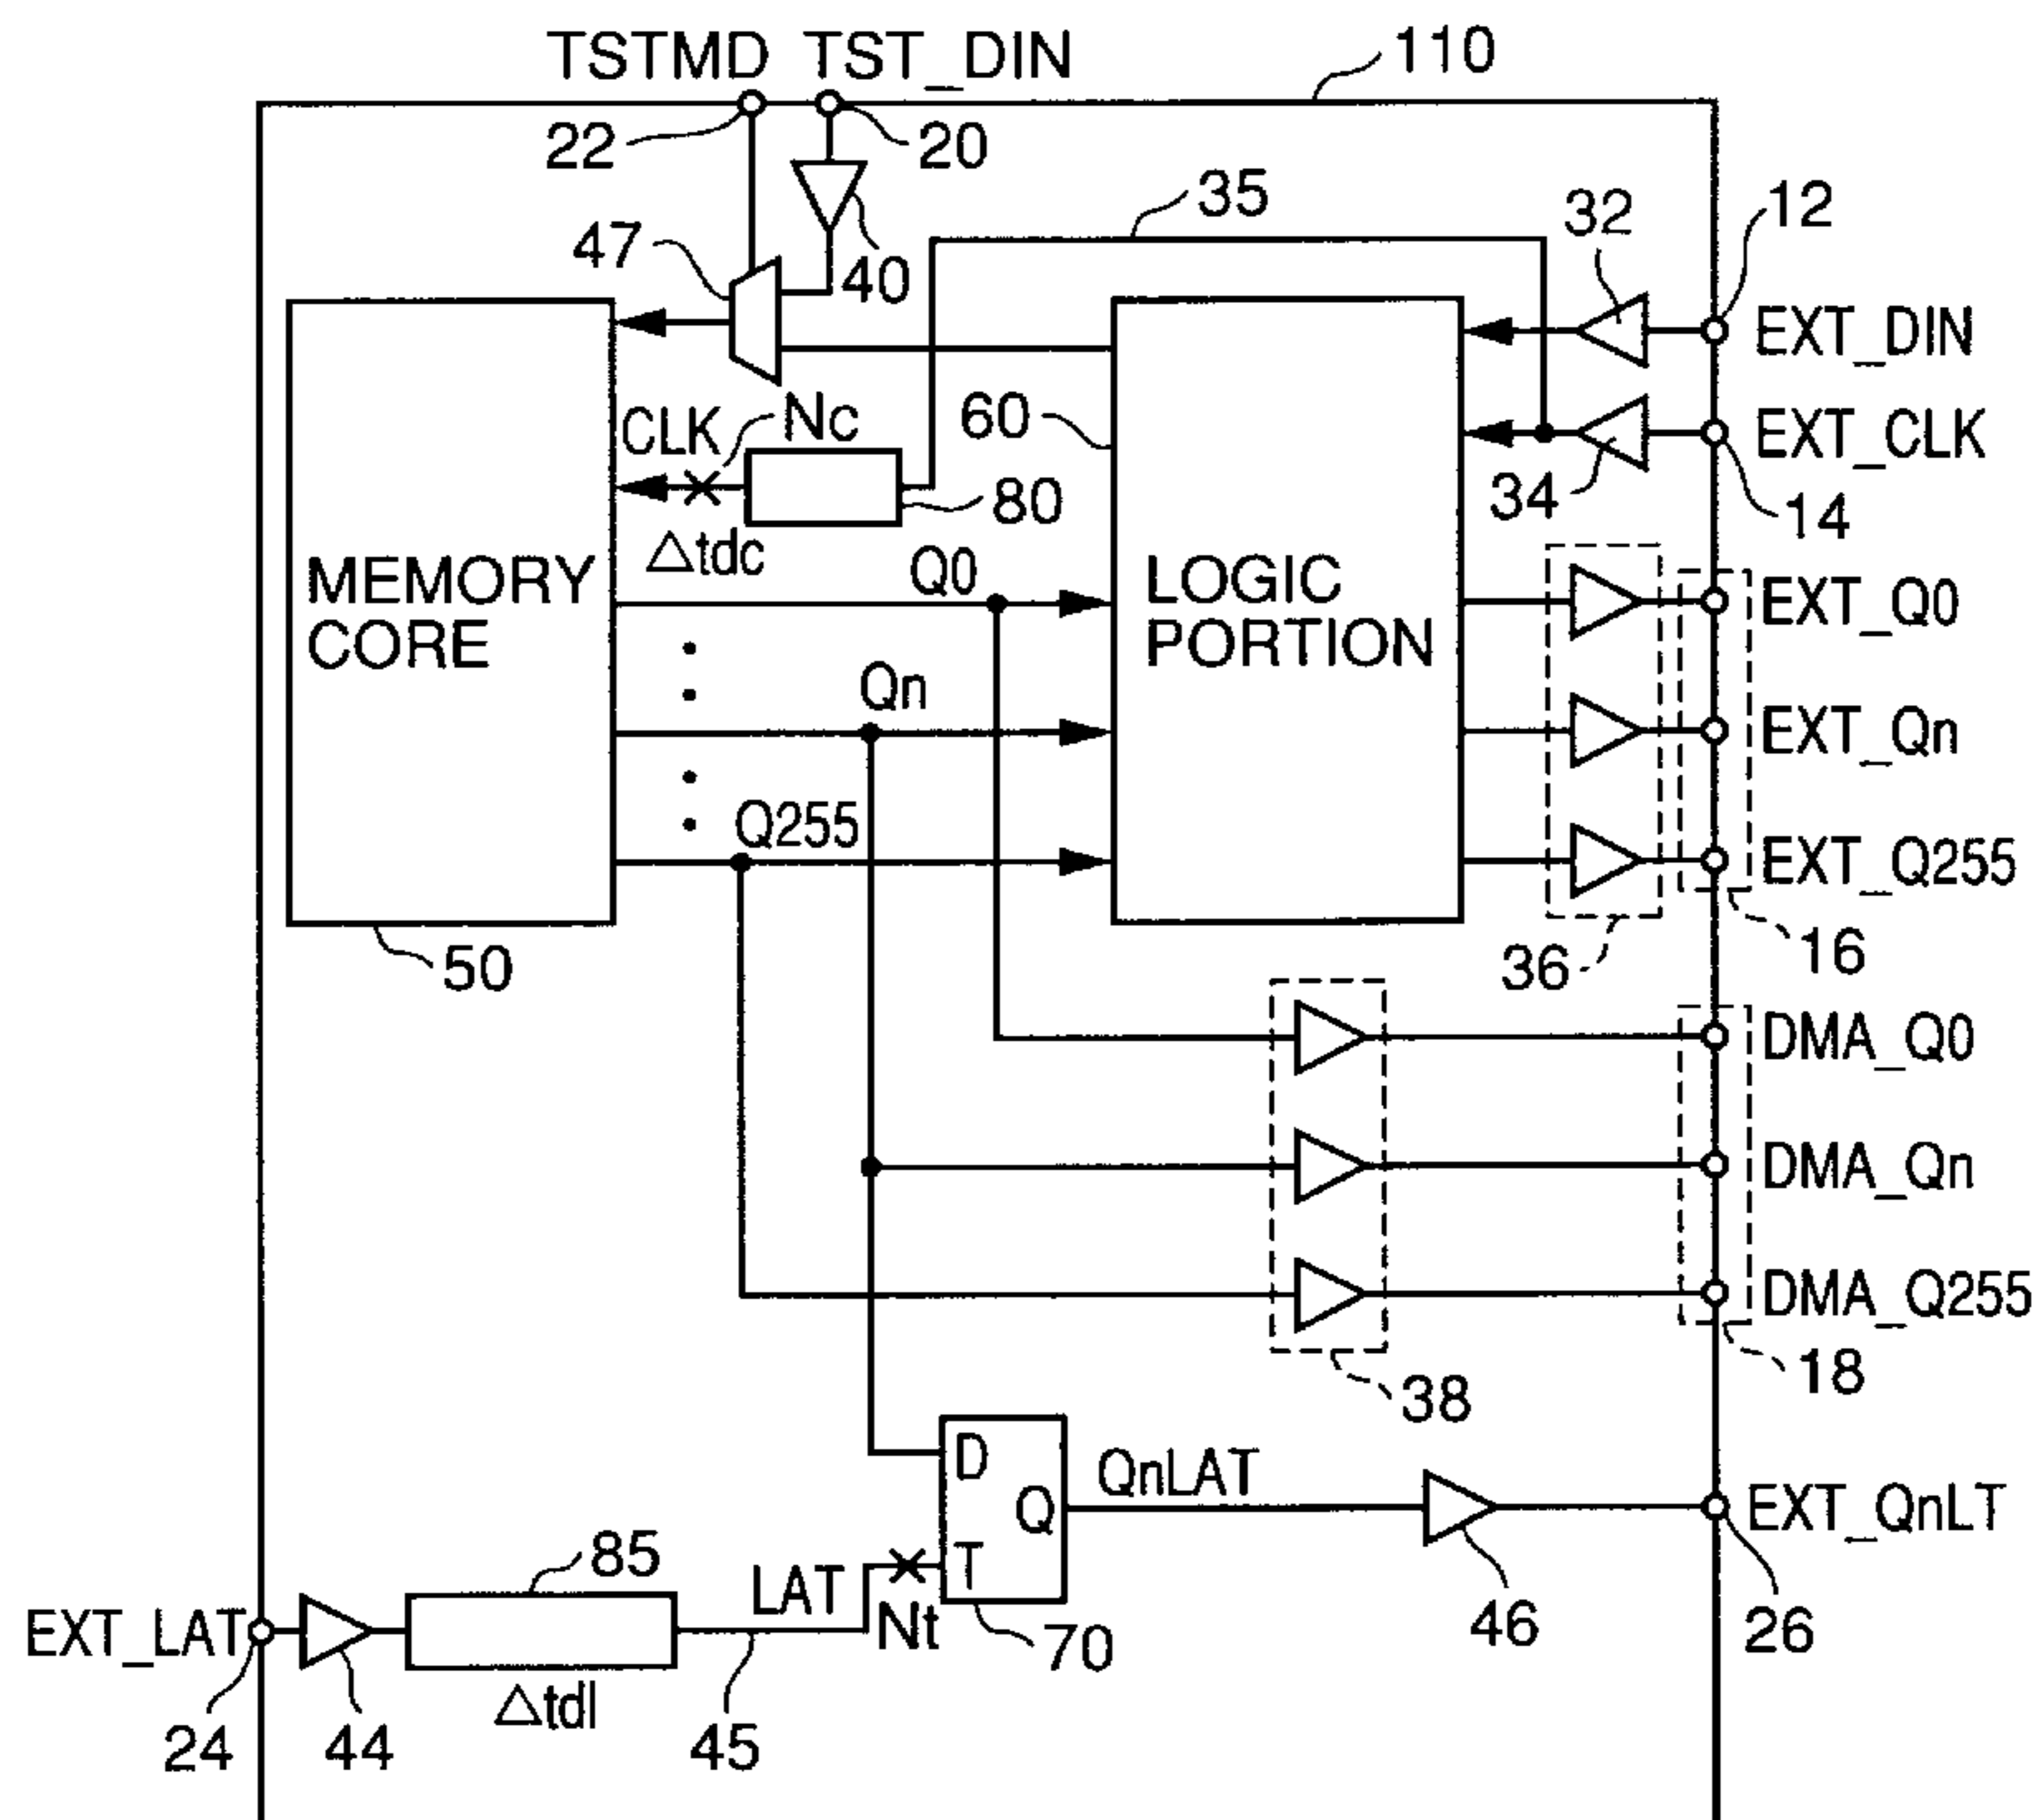 TSTMD TST_DIN 110
22 20
35 12
47 40 32
EXT_DIN
CLK Nc 60 EXT_CLK
80 34 14
△tdc
Q0
MEMORY
CORE
LOGIC
PORTION
EXT_Q0
Qn
EXT_Qn
Q255
EXT_Q255
50 36 16
DMA_Q0
DMA_Qn
DMA_Q255
38 18
D
Q
T
QnLAT
EXT_QnLT
85
LAT
Nt
EXT_LAT
70 46 26
△tdl
24 44 45